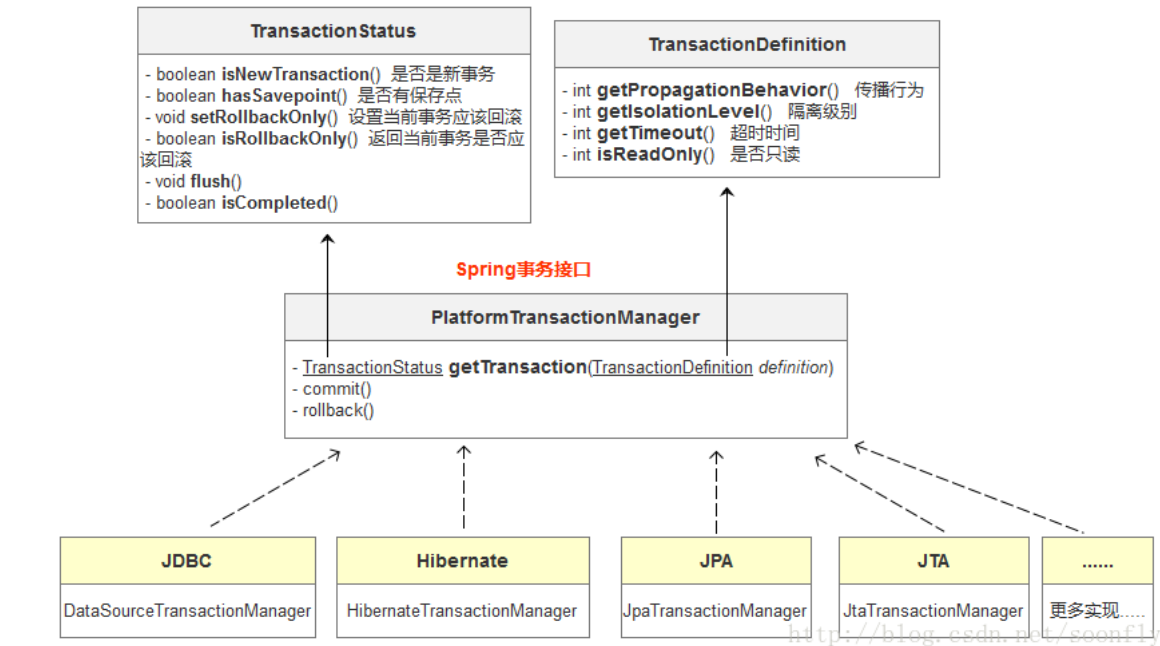 TransactionStatus
- boolean isNewTransaction() 是否是新事务
- boolean hasSavepoint() 是否有保存点
- void setRollbackOnly() 设置当前事务应该回滚
- boolean isRollbackOnly() 返回当前事务是否应
该回滚
- void flush()
- boolean isCompleted()
TransactionDefinition
- int getPropagationBehavior() 传播行为
- int getIsolationLevel() 隔离级别
- int getTimeout() 超时时间
- int isReadOnly() 是否只读
Spring事务接口
PlatformTransactionManager
- TransactionStatus getTransaction(TransactionDefinition definition)
- commit()
- rollback()
JDBC
DataSourceTransactionManager
Hibernate
HibernateTransactionManager
JPA
JpaTransactionManager
JTA
JtaTransactionManager
......
更多实现.....
http://blog.csdn.net/soonfly